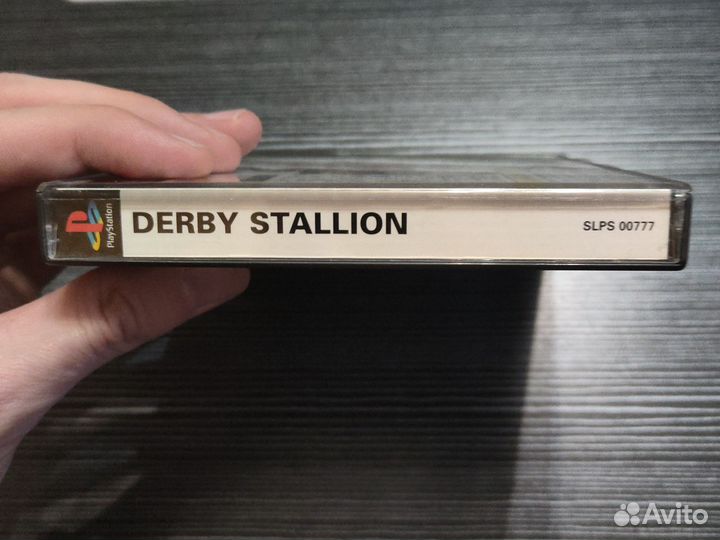 PlayStation
DERBY STALLION
SLPS 00777
Avito